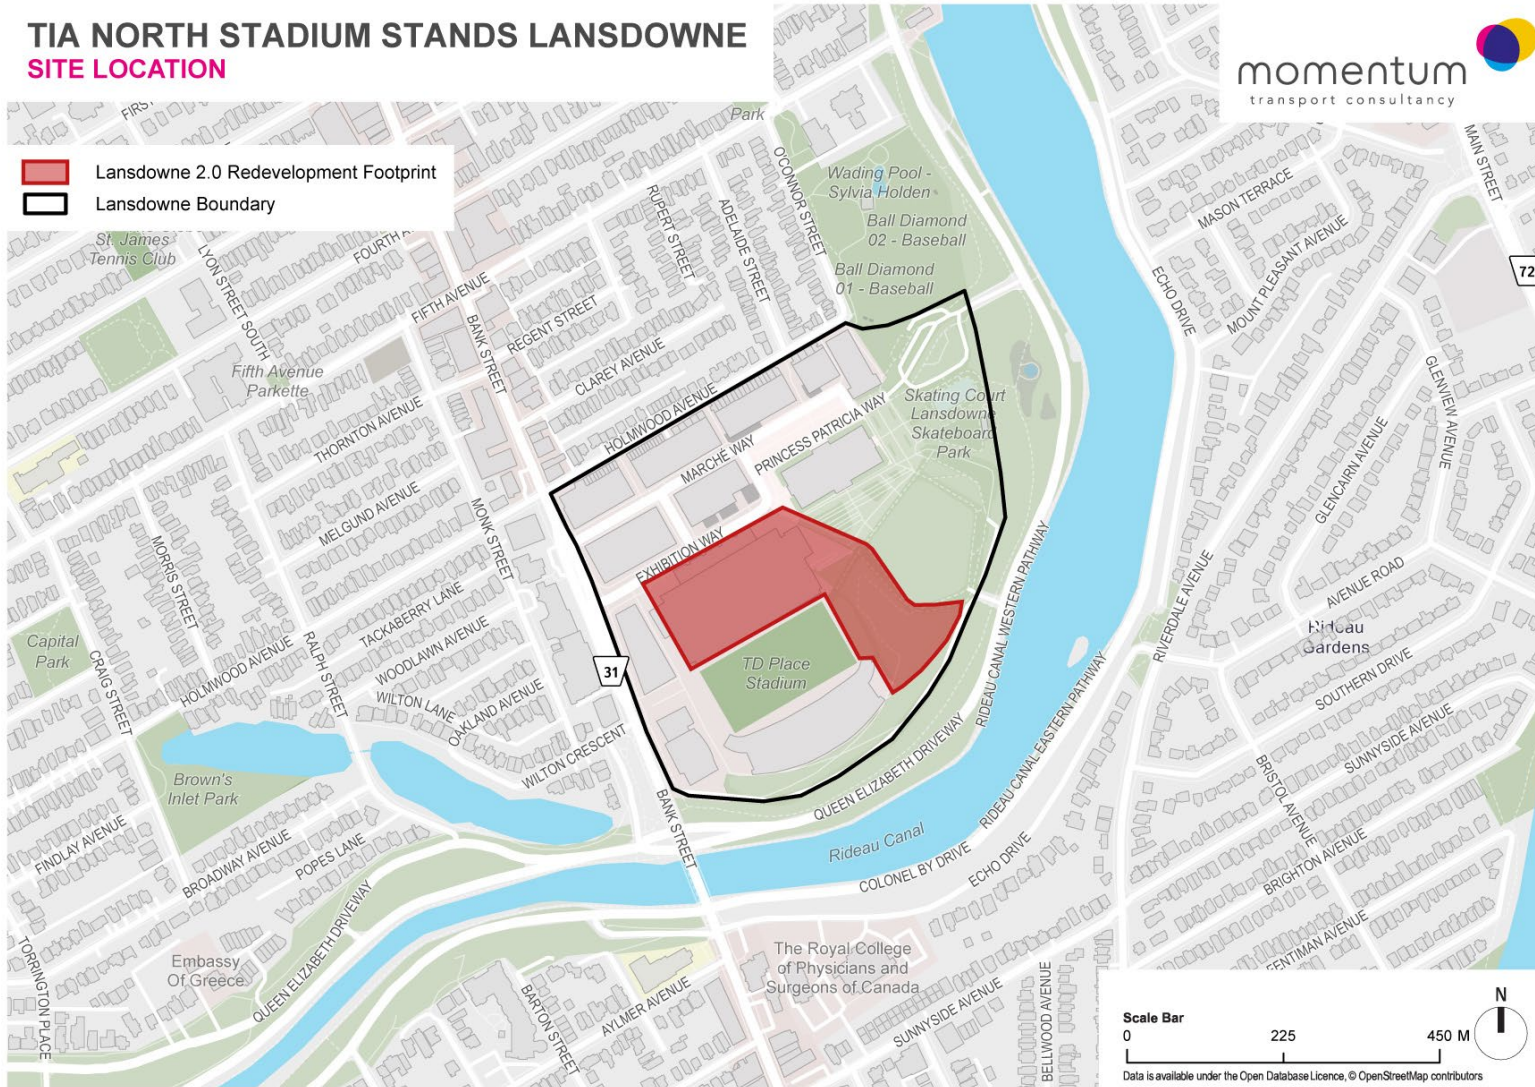 TIA NORTH STADIUM STANDS LANSDOWNE
SITE LOCATION
momentum
transport consultancy
Lansdowne 2.0 Redevelopment Footprint
Lansdowne Boundary
Park
MAIN STREET
O'CONNOR STREET
Wading Pool -
Sylvia Holden
Ball Diamond
02 - Baseball
Ball Diamond
01 - Baseball
RUPERT STREET
ADELAIDE STREET
MASON TERRACE
MOUNT PLEASANT AVENUE
72
ECHO DRIVE
St. James
Tennis Club
LYON STREET SOUTH
FIFTH AVENUE
BANK STREET
REGENT STREET
CLAREY AVENUE
Fifth Avenue
Parkette
HOLMWOOD AVENUE
THORNTON AVENUE
MARCHÉ WAY
PRINCESS PATRICIA WAY
Skating Court
Lansdowne
Skateboard
Park
GLENVIEW AVENUE
GLENCAIRN AVENUE
MELGUND AVENUE
MONK STREET
EXHIBITION WAY
MORRIS STREET
TACKABERRY LANE
WOODLAWN AVENUE
RALPH STREET
Capital
Park
CRAIG STREET
HOLMWOOD AVENUE
WILTON LANE
OAKLAND AVENUE
WILTON CRESCENT
31
TD Place
Stadium
RIDEAU CANAL WESTERN PATHWAY
RIVERDALE AVENUE
AVENUE ROAD
Rideau
Gardens
SOUTHERN DRIVE
SUNNYSIDE AVENUE
RIDEAU CANAL EASTERN PATHWAY
QUEEN ELIZABETH DRIVEWAY
Brown's
Inlet Park
BANK STREET
Rideau Canal
COLONEL BY DRIVE
ECHO DRIVE
BRISTOL AVENUE
BRIGHTON AVENUE
FINDLAY AVENUE
BROADWAY AVENUE
POPES LANE
QUEEN ELIZABETH DRIVEWAY
TORRINGTON PLACE
Embassy
Of Greece
The Royal College
of Physicians and
Surgeons of Canada
BARTON STREET
AYLMER AVENUE
SUNNYSIDE AVENUE
BELLWOOD AVENUE
N
Scale Bar
0 225 450 M
Data is available under the Open Database Licence, © OpenStreetMap contributors